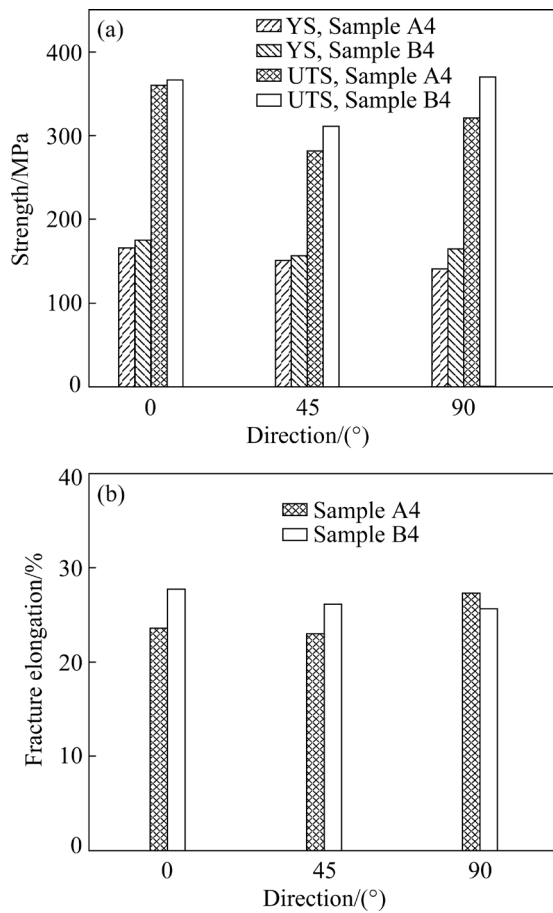 (a)
YS, Sample A4
YS, Sample B4
UTS, Sample A4
UTS, Sample B4
400
300
200
100
0
Strength/MPa
0 45 90
Direction/(°)
(b)
Sample A4
Sample B4
40
30
20
10
0
Fracture elongation/%
0 45 90
Direction/(°)